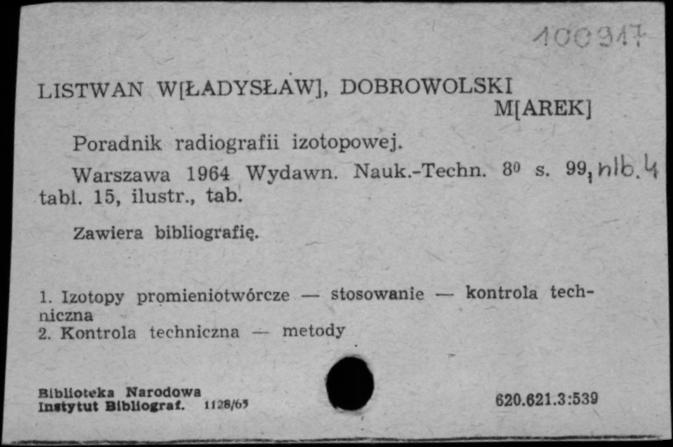 100917
LISTWAN W[ŁADYSŁAW], DOBROWOLSKI
M[AREK]
Poradnik radiografii izotopowej.
Warszawa 1964 Wydawn. Nauk.-Techn. 8⁰ s. 99, nlb. 4
tabl. 15, ilustr., tab.
Zawiera bibliografię.
1. Izotopy promieniotwórcze — stosowanie — kontrola tech-
niczna
2. Kontrola techniczna — metody
Biblioteka Narodowa
Instytut Bibliograf. 1128/65
620.621.3:539